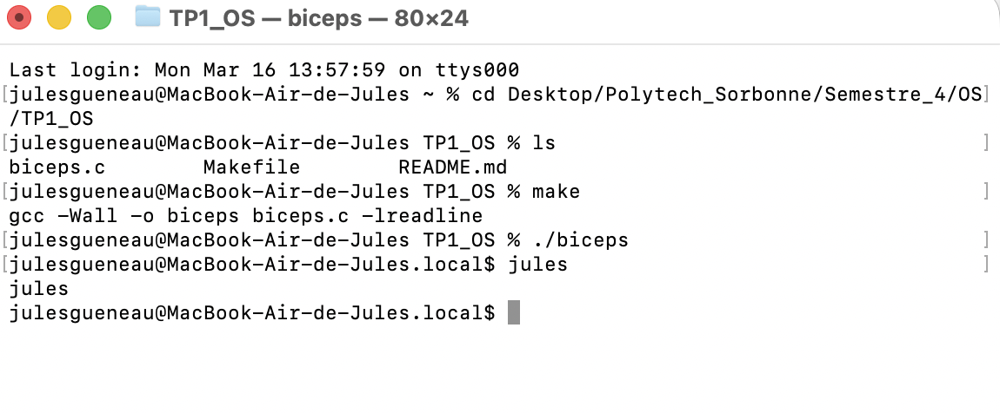 TP1_OS — biceps — 80×24
Last login: Mon Mar 16 13:57:59 on ttys000
[julesgueneau@MacBook-Air-de-Jules ~ % cd Desktop/Polytech_Sorbonne/Semestre_4/OS]
/TP1_OS
[julesgueneau@MacBook-Air-de-Jules TP1_OS % ls ]
biceps.c Makefile README.md
[julesgueneau@MacBook-Air-de-Jules TP1_OS % make ]
gcc -Wall -o biceps biceps.c -lreadline
[julesgueneau@MacBook-Air-de-Jules TP1_OS % ./biceps ]
[julesgueneau@MacBook-Air-de-Jules.local$ jules ]
jules
julesgueneau@MacBook-Air-de-Jules.local$